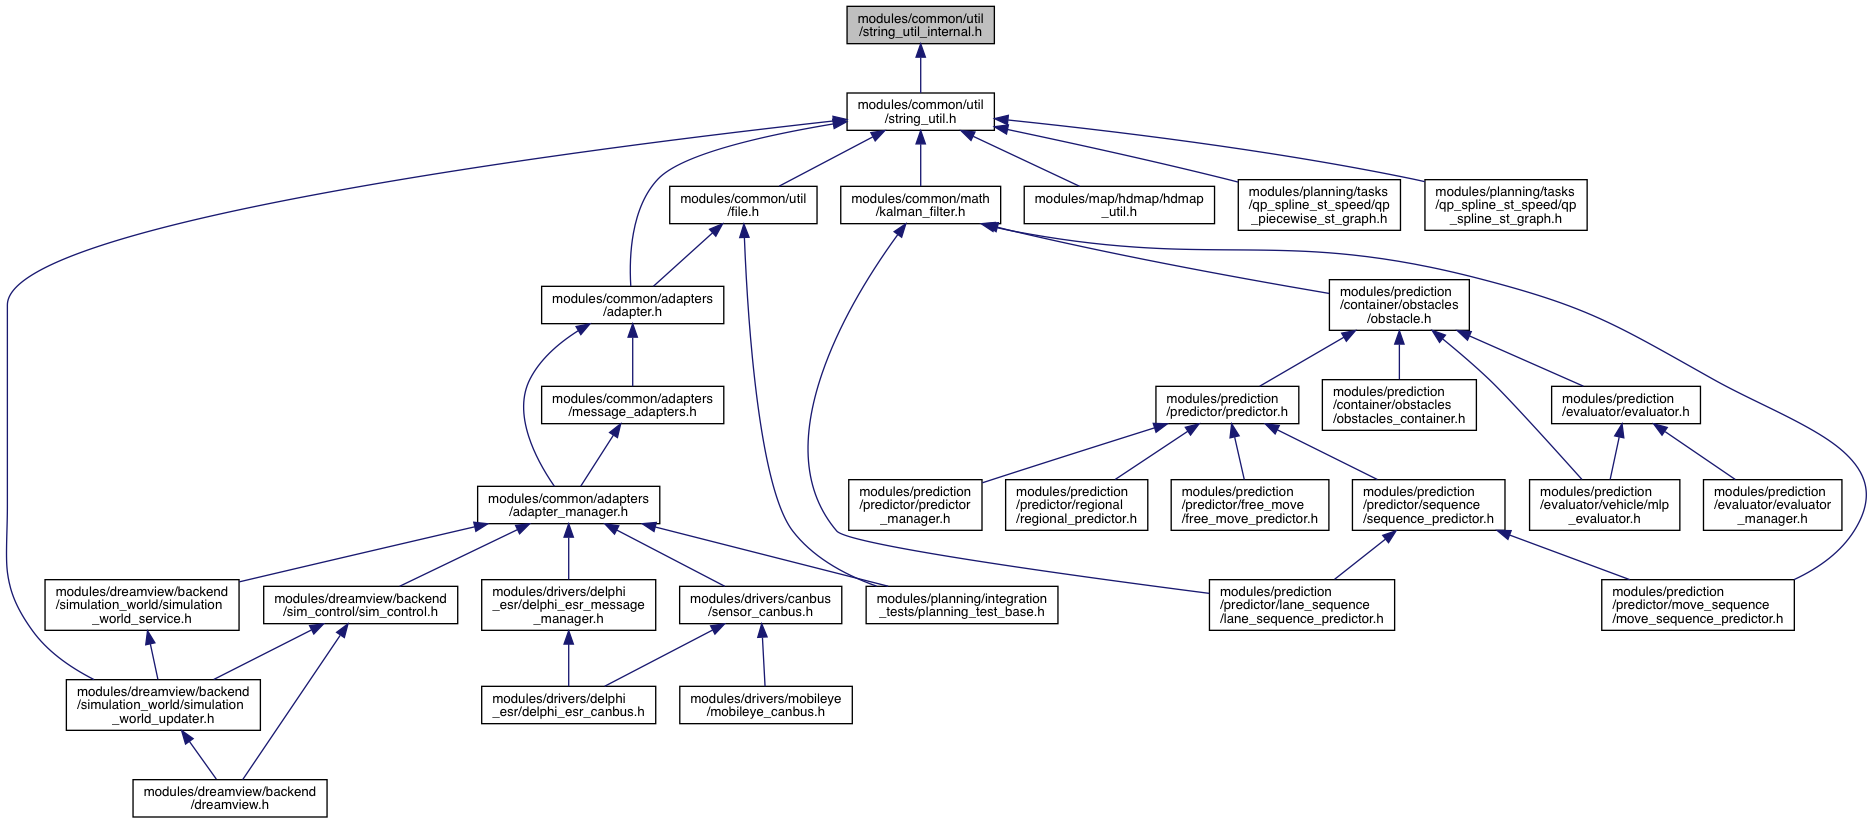 modules/common/util
/string_util_internal.h
modules/common/util
/string_util.h
modules/common/util
/file.h
modules/common/math
/kalman_filter.h
modules/map/hdmap/hdmap
_util.h
modules/planning/tasks
/qp_spline_st_speed/qp
_piecewise_st_graph.h
modules/planning/tasks
/qp_spline_st_speed/qp
_spline_st_graph.h
modules/common/adapters
/adapter.h
modules/prediction
/container/obstacles
/obstacle.h
modules/common/adapters
/message_adapters.h
modules/prediction
/predictor/predictor.h
modules/prediction
/container/obstacles
/obstacles_container.h
modules/prediction
/evaluator/evaluator.h
modules/common/adapters
/adapter_manager.h
modules/prediction
/predictor/predictor
_manager.h
modules/prediction
/predictor/regional
/regional_predictor.h
modules/prediction
/predictor/free_move
/free_move_predictor.h
modules/prediction
/predictor/sequence
/sequence_predictor.h
modules/prediction
/evaluator/vehicle/mlp
_evaluator.h
modules/prediction
/evaluator/evaluator
_manager.h
modules/dreamview/backend
/simulation_world/simulation
_world_service.h
modules/dreamview/backend
/sim_control/sim_control.h
modules/drivers/delphi
_esr/delphi_esr_message
_manager.h
modules/drivers/canbus
/sensor_canbus.h
modules/planning/integration
_tests/planning_test_base.h
modules/prediction
/predictor/lane_sequence
/lane_sequence_predictor.h
modules/prediction
/predictor/move_sequence
/move_sequence_predictor.h
modules/dreamview/backend
/simulation_world/simulation
_world_updater.h
modules/drivers/delphi
_esr/delphi_esr_canbus.h
modules/drivers/mobileye
/mobileye_canbus.h
modules/dreamview/backend
/dreamview.h